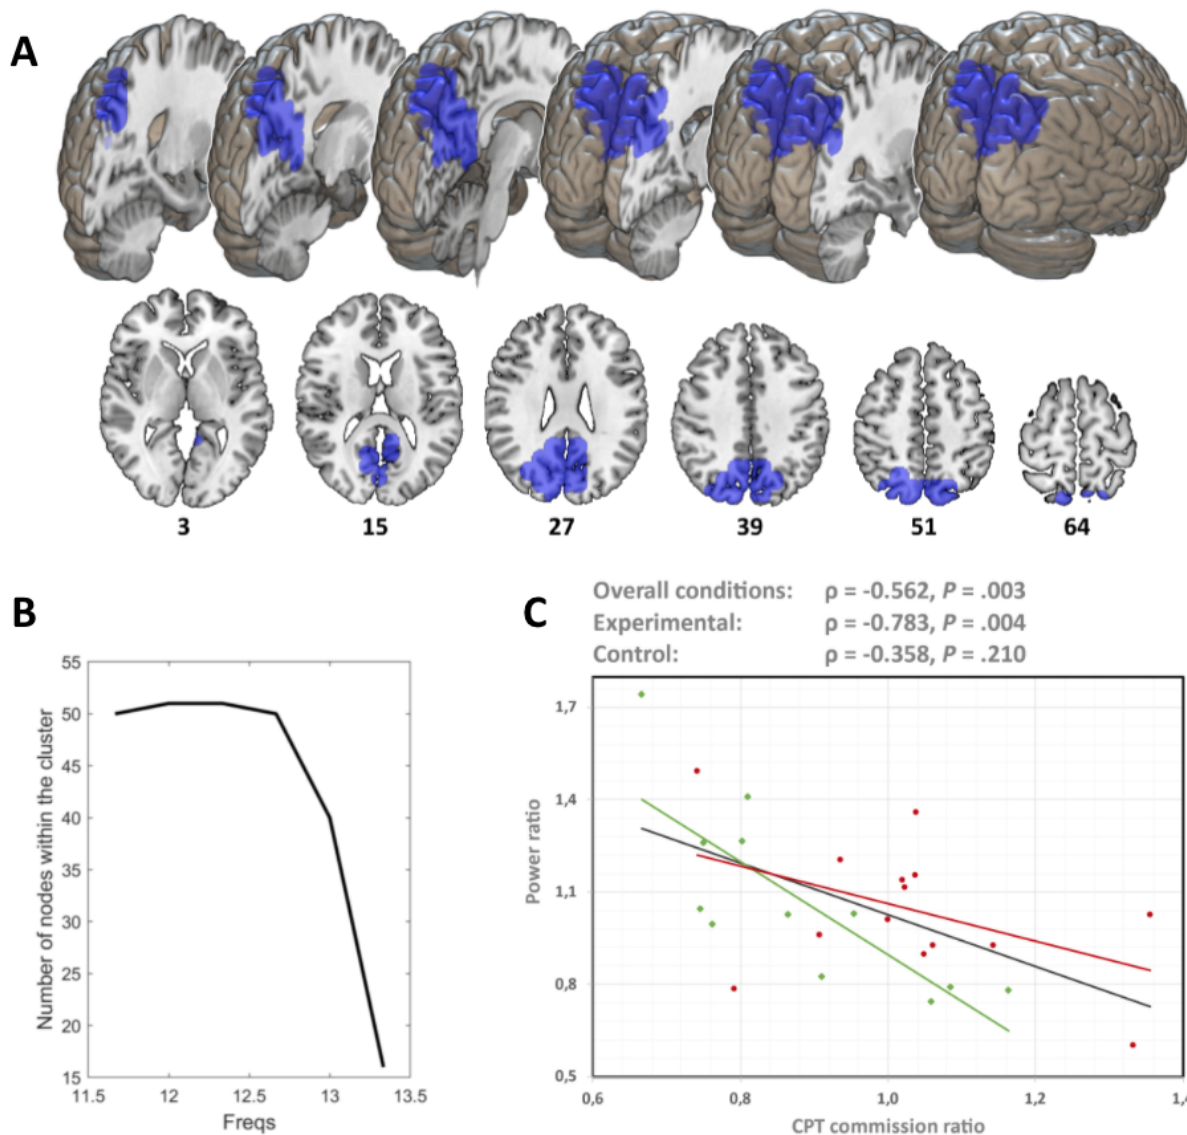 A
3 15 27 39 51 64
B
55
50
45
40
35
30
25
20
15
11.5 12 12.5 13 13.5
Number of nodes within the cluster
Freqs
C
Overall conditions: ρ = -0.562, P = .003
Experimental: ρ = -0.783, P = .004
Control: ρ = -0.358, P = .210
1,7
1,4
1,1
0,8
0,5
0,6 0,8 1,0 1,2 1,4
Power ratio
CPT commission ratio